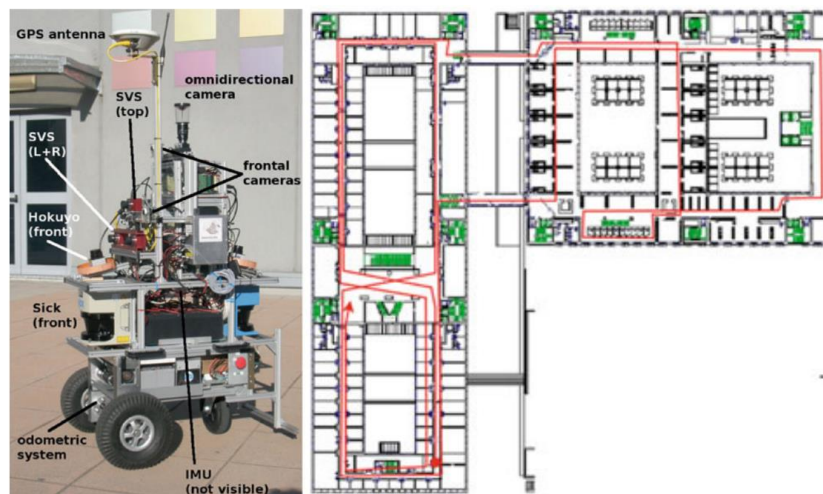 GPS antenna
omnidirectional
camera
SVS
(top)
SVS
(L+R)
frontal
cameras
Hokuyo
(front)
Sick
(front)
odometric
system
IMU
(not visible)